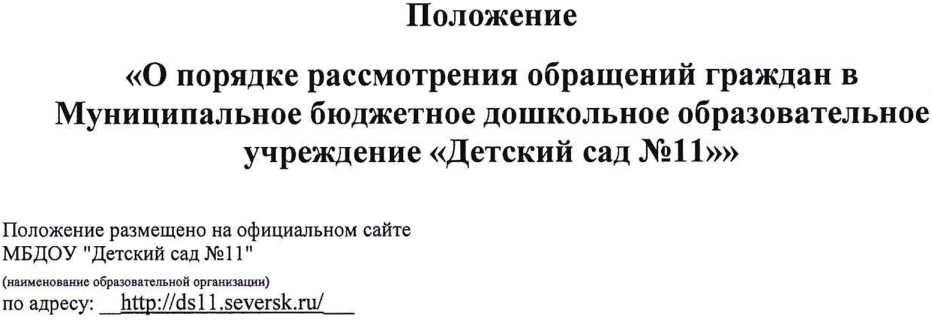 Положение
«О порядке рассмотрения обращений граждан в
Муниципальное бюджетное дошкольное образовательное
учреждение «Детский сад №11»»
Положение размещено на официальном сайте
МБДОУ "Детский сад №11"
(наименование образовательной организации)
по адресу: __http://ds11.seversk.ru/___